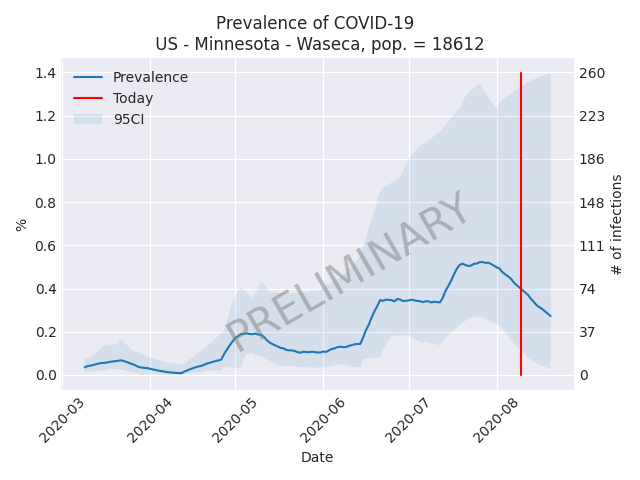 Prevalence of COVID-19
US - Minnesota - Waseca, pop. = 18612
Prevalence
Today
95CI
PRELIMINARY
%
1.4
1.2
1.0
0.8
0.6
0.4
0.2
0.0
260
223
186
148
111
74
37
0
# of infections
2020-03
2020-04
2020-05
2020-06
2020-07
2020-08
Date